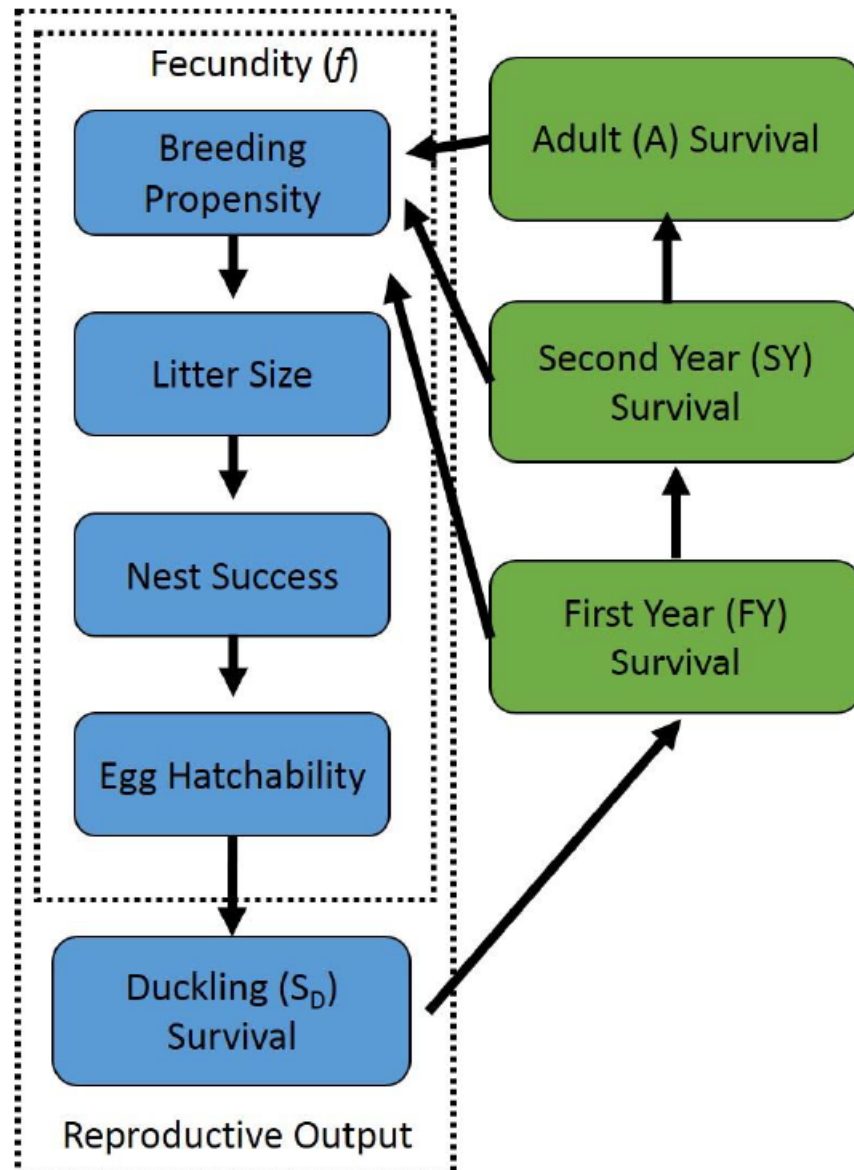 Fecundity (f)
Breeding
Propensity
Litter Size
Nest Success
Egg Hatchability
Duckling (S_D)
Survival
Reproductive Output
Adult (A) Survival
Second Year (SY)
Survival
First Year (FY)
Survival